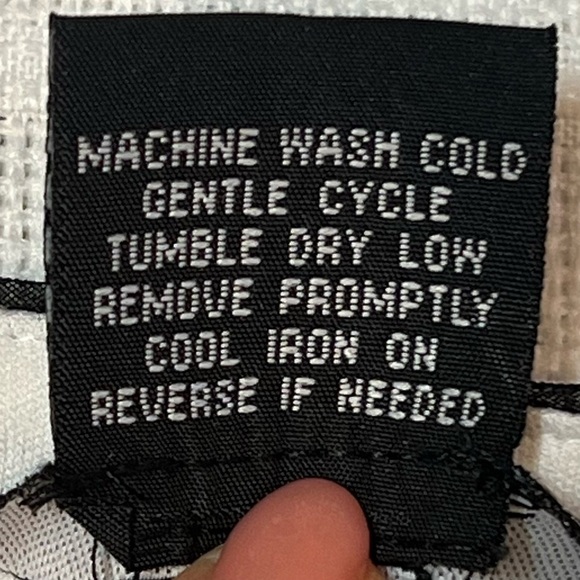 MACHINE WASH COLD
GENTLE CYCLE
TUMBLE DRY LOW
REMOVE PROMPTLY
COOL IRON ON
REVERSE IF NEEDED